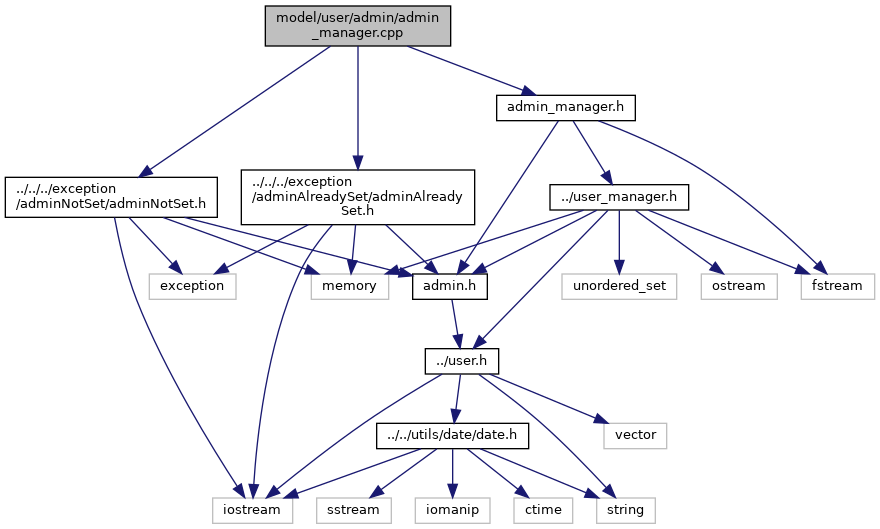 model/user/admin/admin
_manager.cpp
admin_manager.h
../../../exception
/adminNotSet/adminNotSet.h
../../../exception
/adminAlreadySet/adminAlready
Set.h
../user_manager.h
exception
memory
admin.h
unordered_set
ostream
fstream
../user.h
../../utils/date/date.h
vector
iostream
sstream
iomanip
ctime
string